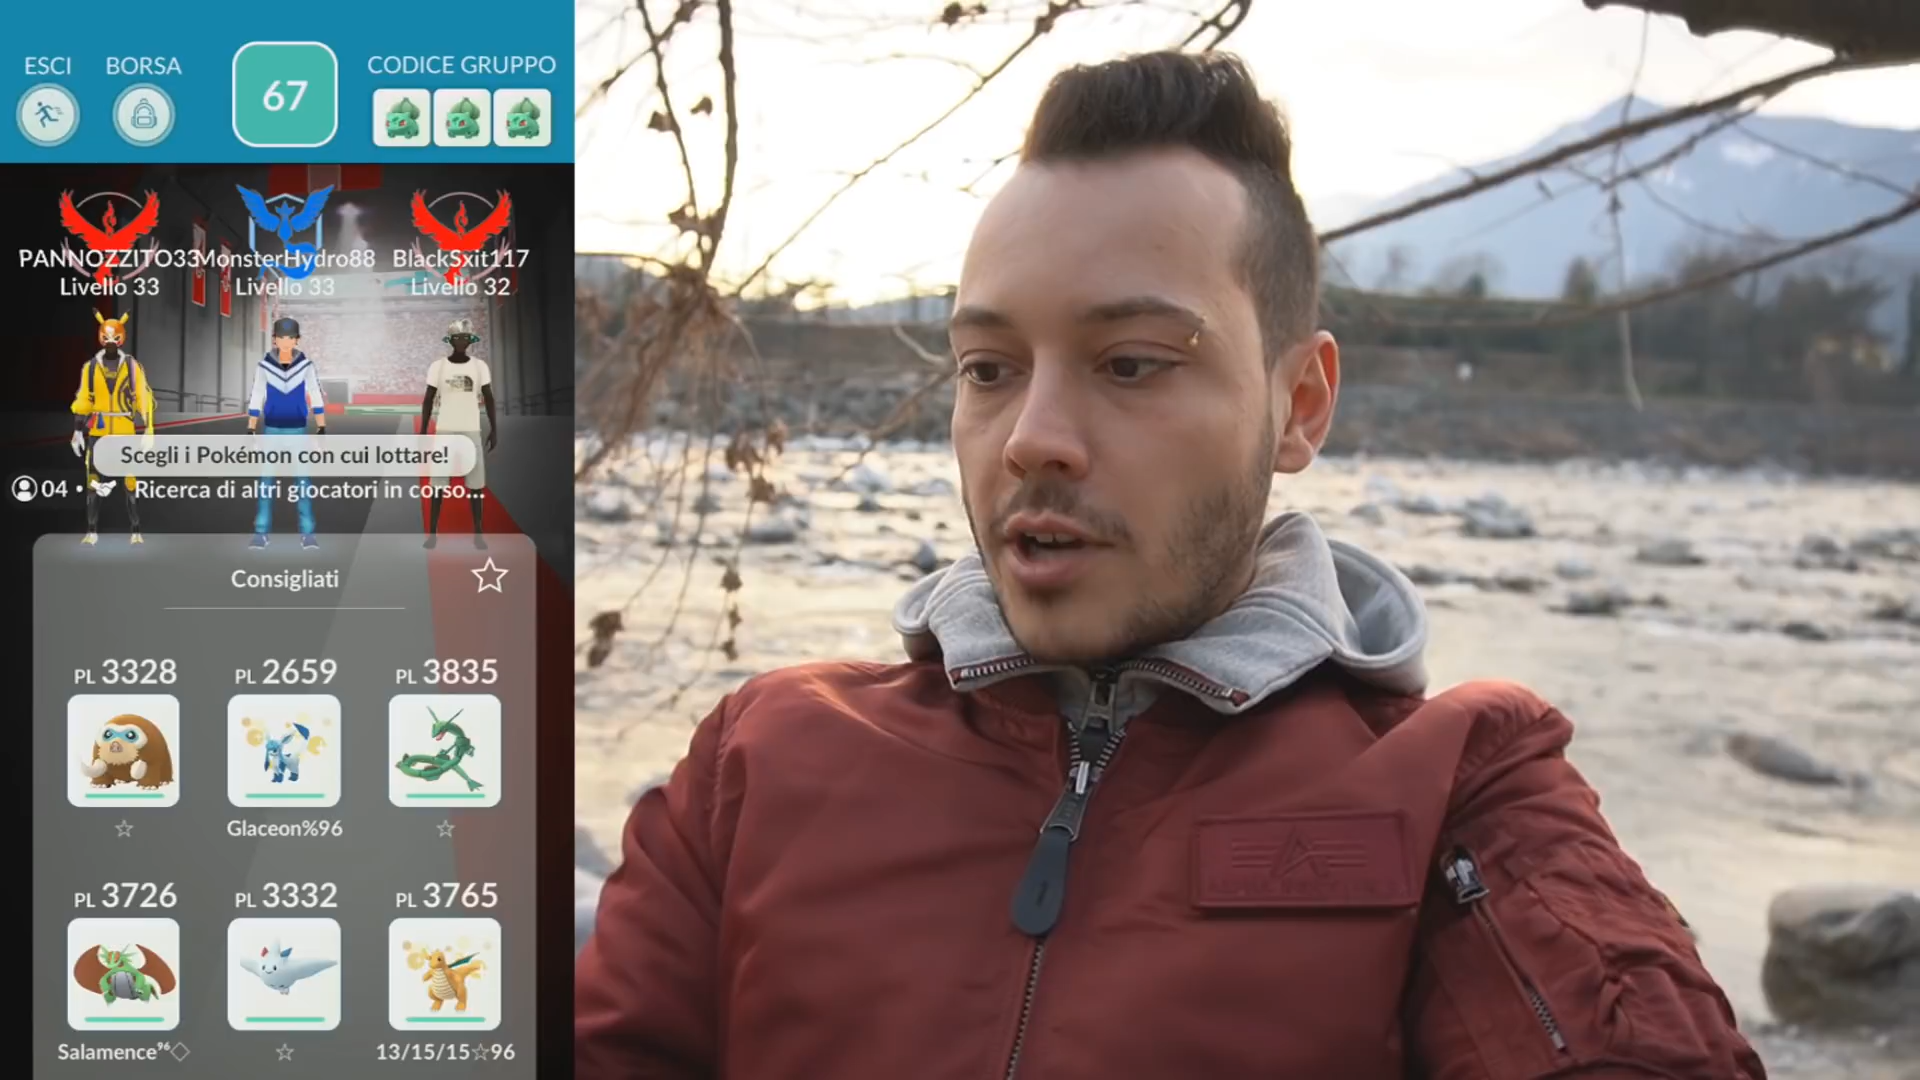 ESCI
BORSA
67
CODICE GRUPPO
PANNOZZITO33
MonsterHydro88
BlackSxit117
Livello 33
Livello 33
Livello 32
Scegli i Pokémon con cui lottare!
04 • Ricerca di altri giocatori in corso...
Consigliati
PL 3328
PL 2659
PL 3835
☆
Glaceon%96
☆
PL 3726
PL 3332
PL 3765
Salamence⁹⁶◇
☆
13/15/15☆96